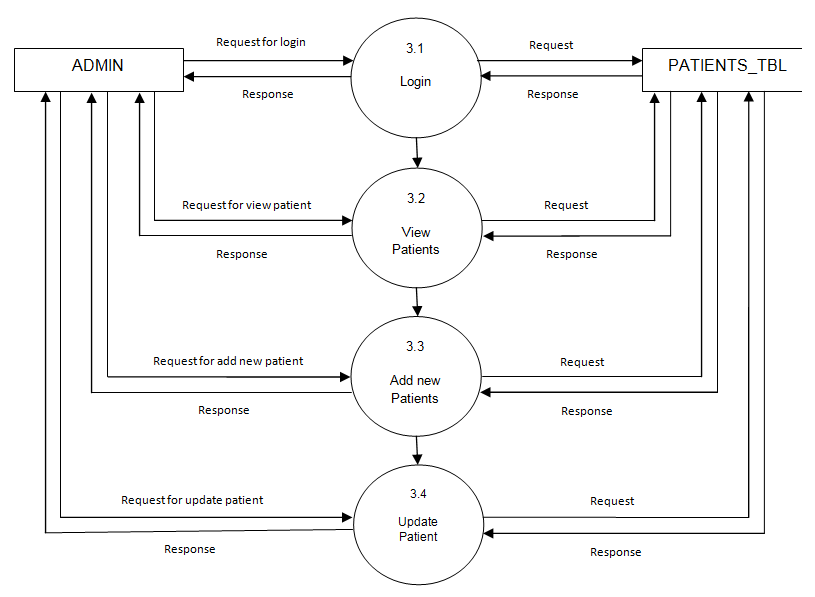 ADMIN
Request for login
Response
3.1
Login
Request
Response
PATIENTS_TBL
Request for view patient
Response
3.2
View
Patients
Request
Response
Request for add new patient
Response
3.3
Add new
Patients
Request
Response
Request for update patient
Response
3.4
Update
Patient
Request
Response